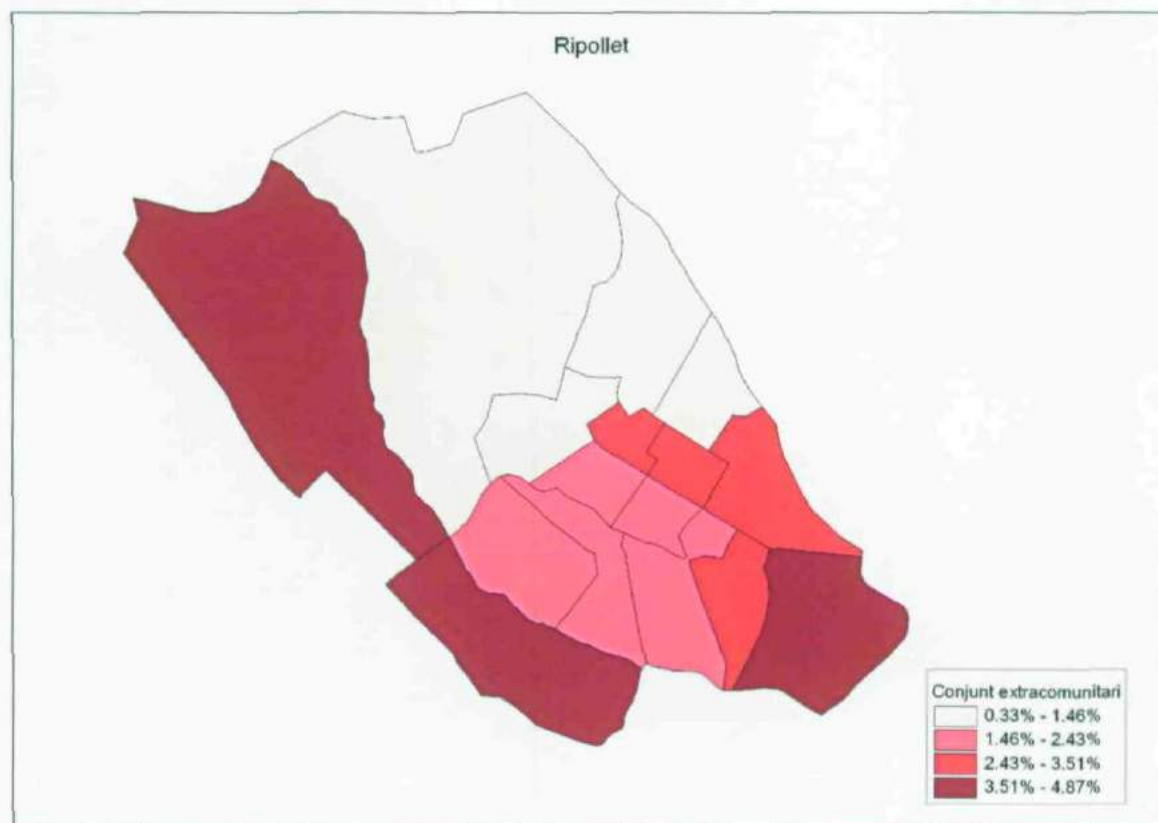 Ripollet
Conjunt extracomunitari
0.33% - 1.46%
1.46% - 2.43%
2.43% - 3.51%
3.51% - 4.87%